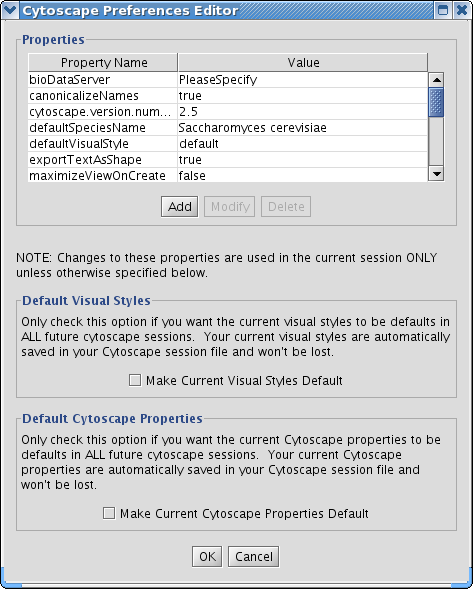 Cytoscape Preferences Editor
Properties
Property Name Value
bioDataServer PleaseSpecify
canonicalizeNames true
cytoscape.version.num... 2.5
defaultSpeciesName Saccharomyces cerevisiae
defaultVisualStyle default
exportTextAsShape true
maximizeViewOnCreate false
Add Modify Delete
NOTE: Changes to these properties are used in the current session ONLY
unless otherwise specified below.
Default Visual Styles
Only check this option if you want the current visual styles to be defaults in
ALL future cytoscape sessions. Your current visual styles are automatically
saved in your Cytoscape session file and won't be lost.
Make Current Visual Styles Default
Default Cytoscape Properties
Only check this option if you want the current Cytoscape properties to be
defaults in ALL future cytoscape sessions. Your current Cytoscape
properties are automatically saved in your Cytoscape session file and
won't be lost.
Make Current Cytoscape Properties Default
OK Cancel